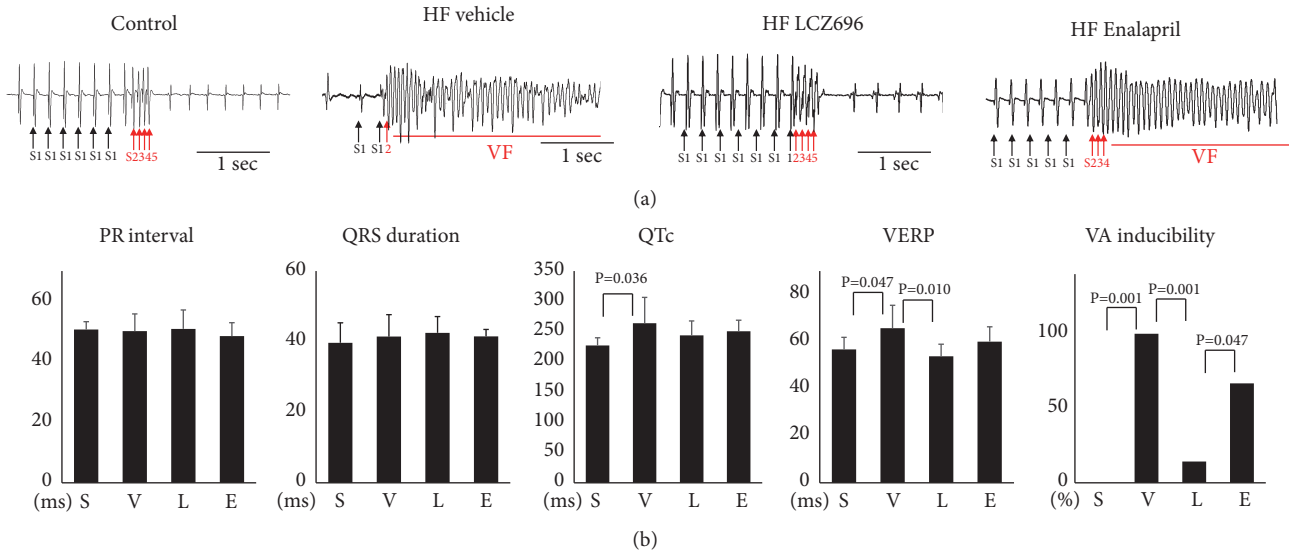 Control
HF vehicle
HF LCZ696
HF Enalapril
S1 S1 S1 S1 S1 S1 S2345
1 sec
S1 S1 2
VF
1 sec
S1 S1 S1 S1 S1 S1 12345
1 sec
S1 S1 S1 S1 S1 S234
VF
(a)
PR interval
60
40
20
0
(ms) S V L E
QRS duration
60
40
20
0
(ms) S V L E
QTc
350
300
250
200
150
100
50
0
(ms) S V L E
P=0.036
VERP
80
60
40
20
0
(ms) S V L E
P=0.047
P=0.010
VA inducibility
100
50
0
(%) S V L E
P=0.001
P=0.001
P=0.047
(b)